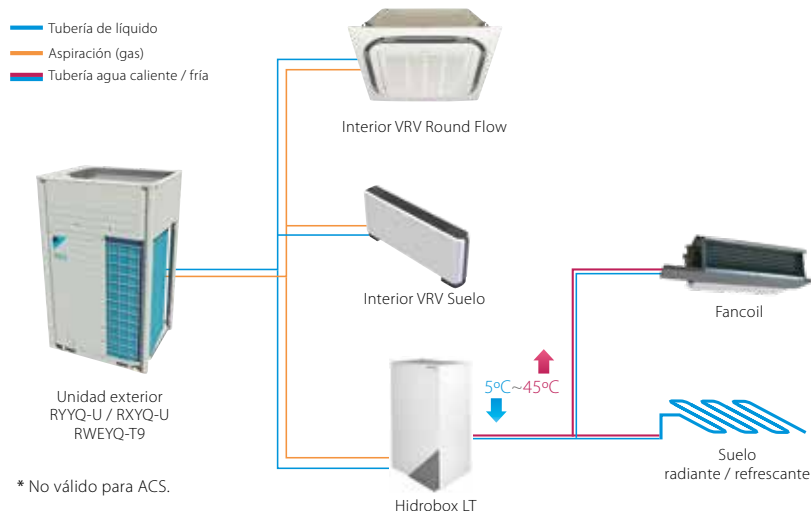 Tubería de líquido
Aspiración (gas)
Tubería agua caliente / fría
Interior VRV Round Flow
Interior VRV Suelo
Fancoil
5ºC~45ºC
Unidad exterior
RYYQ-U / RXYQ-U
RWEYQ-T9
Suelo
radiante / refrescante
* No válido para ACS.
Hidrobox LT